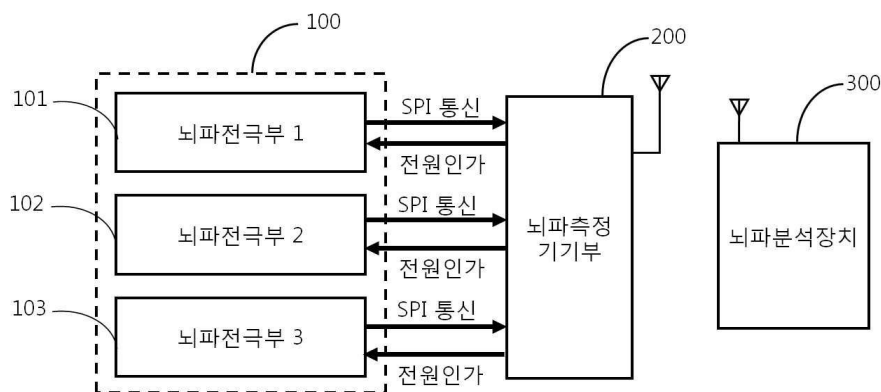 100
200
300
101
뇌파전극부 1
SPI 통신
전원인가
102
뇌파전극부 2
SPI 통신
전원인가
뇌파측정
기기부
뇌파분석장치
103
뇌파전극부 3
SPI 통신
전원인가